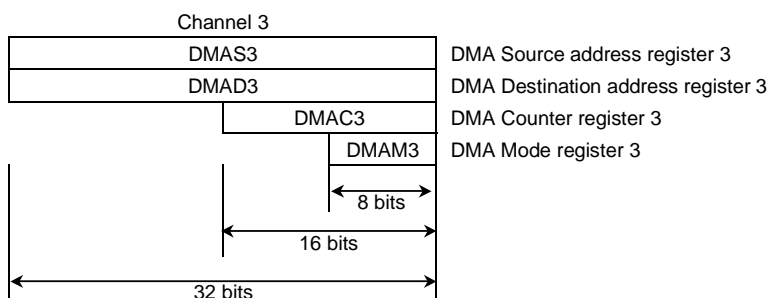 Channel 3
DMAS3 DMA Source address register 3
DMAD3 DMA Destination address register 3
DMAC3 DMA Counter register 3
DMAM3 DMA Mode register 3
8 bits
16 bits
32 bits